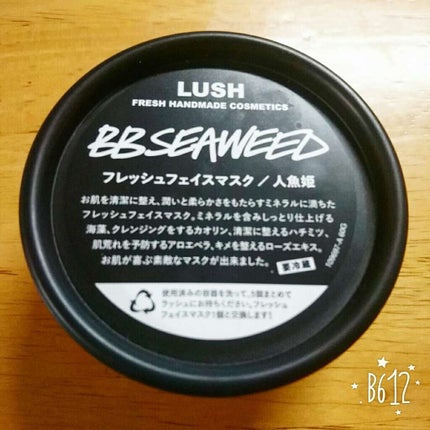 LUSH
FRESH HANDMADE COSMETICS
BBSEAWEED
フレッシュフェイスマスク／人魚姫
お肌を清潔に整え、潤いと柔らかさをもたらすミネラルに満ちた
フレッシュフェイスマスク。ミネラルを含みしっとり仕上げる
海藻、クレンジングをするカオリン、清潔に整えるハチミツ、
肌荒れを予防するアロエベラ、キメを整えるローズエキス。
お肌が喜ぶ素敵なマスクが出来ました。
要冷蔵
使用済みの容器を洗って、5個まとめて
ラッシュにお持ちください。フレッシュ
フェイスマスク1個と交換します!
B612